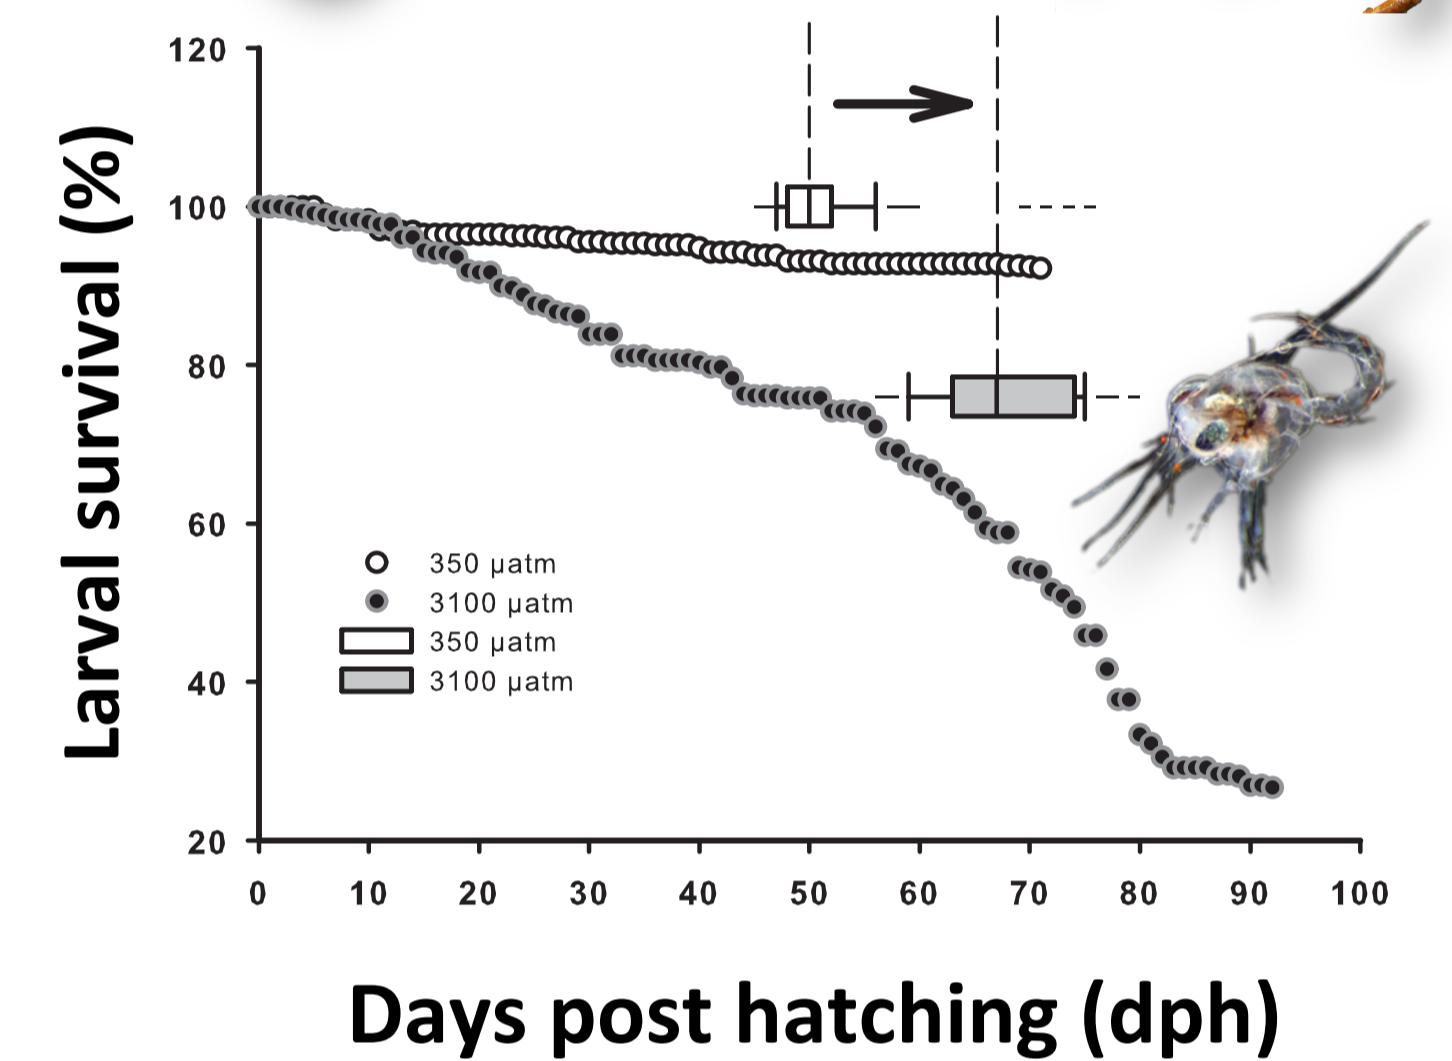 Larval survival (%)
120
100
80
60
40
20
350 µatm
3100 µatm
350 µatm
3100 µatm
0 10 20 30 40 50 60 70 80 90 100
Days post hatching (dph)